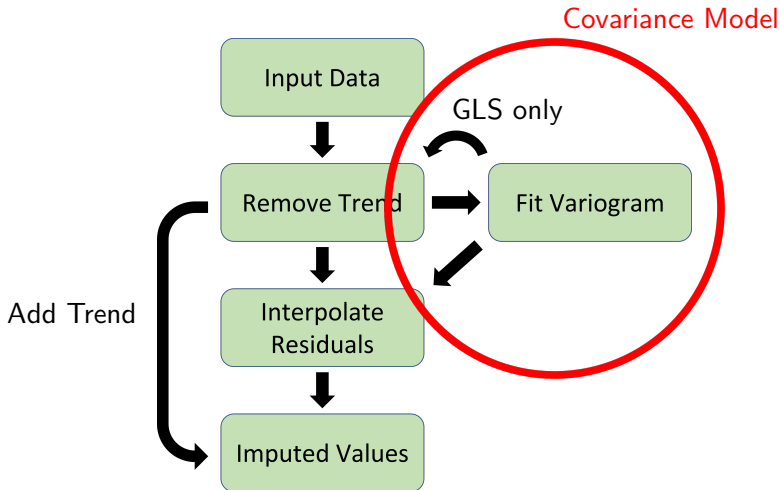 Covariance Model
Input Data
GLS only
Remove Trend
Fit Variogram
Add Trend
Interpolate
Residuals
Imputed Values